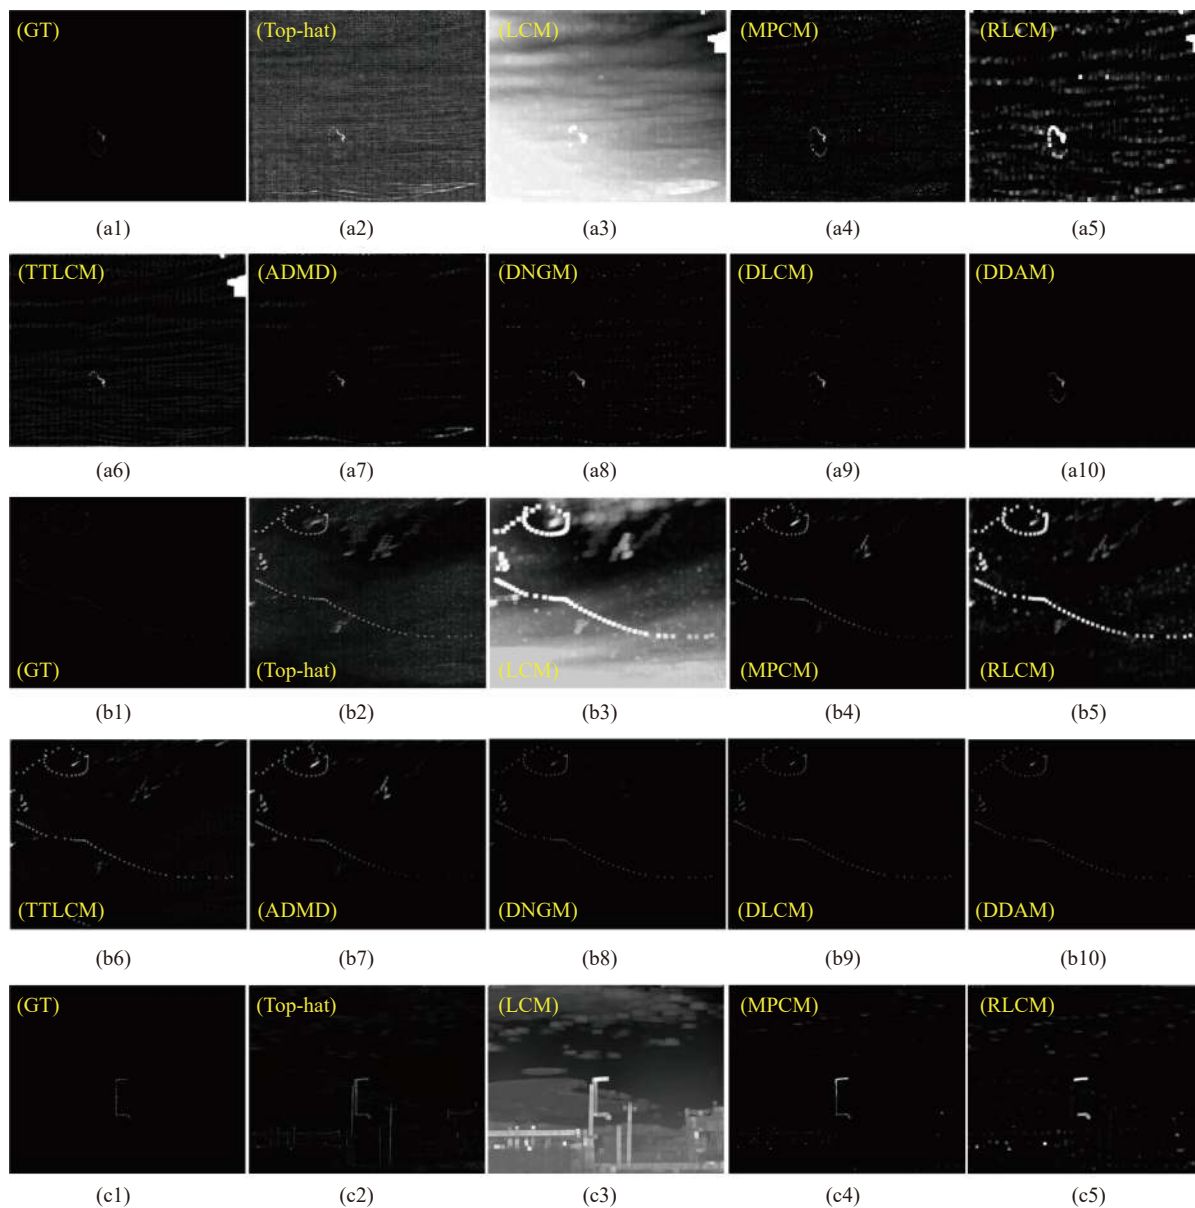 (GT) (Top-hat) (LCM) (MPCM) (RLCM)
(a1) (a2) (a3) (a4) (a5)
(TTLCM) (ADMD) (DNGM) (DLCM) (DDAM)
(a6) (a7) (a8) (a9) (a10)
(GT) (Top-hat) (LCM) (MPCM) (RLCM)
(b1) (b2) (b3) (b4) (b5)
(TTLCM) (ADMD) (DNGM) (DLCM) (DDAM)
(b6) (b7) (b8) (b9) (b10)
(GT) (Top-hat) (LCM) (MPCM) (RLCM)
(c1) (c2) (c3) (c4) (c5)